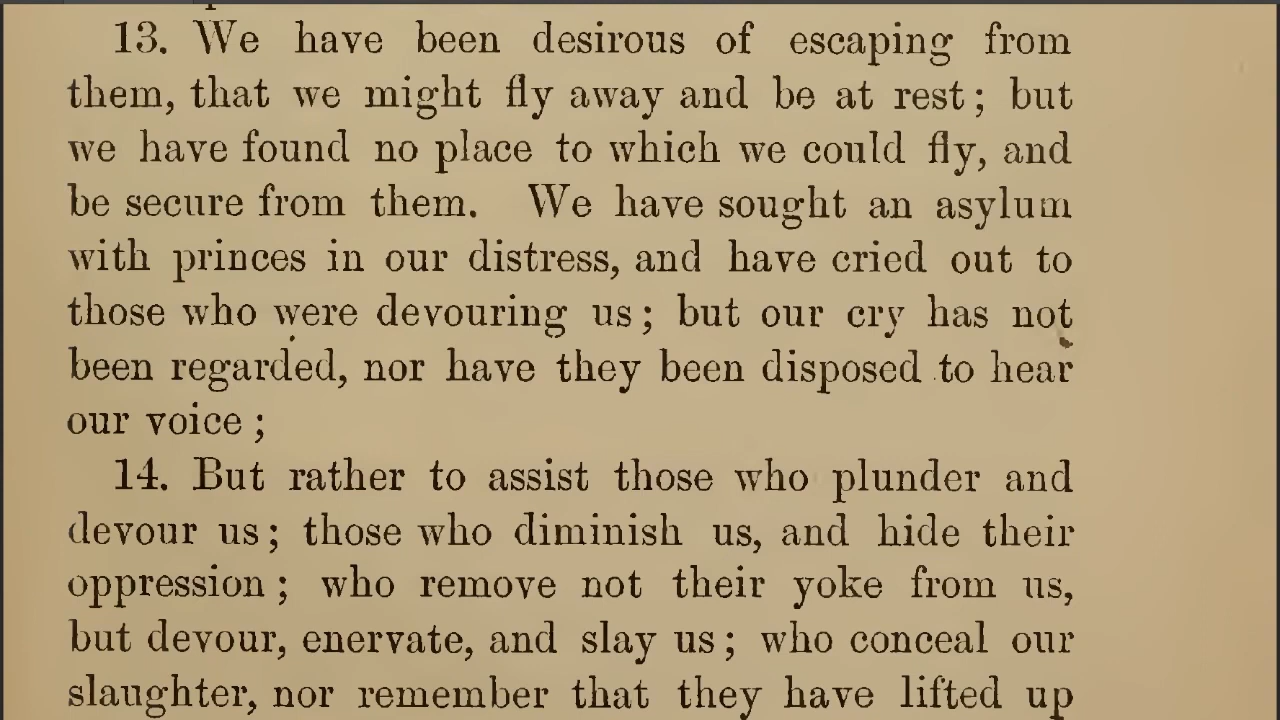 13. We have been desirous of escaping from
them, that we might fly away and be at rest; but
we have found no place to which we could fly, and
be secure from them. We have sought an asylum
with princes in our distress, and have cried out to
those who were devouring us; but our cry has not
been regarded, nor have they been disposed to hear
our voice;
14. But rather to assist those who plunder and
devour us; those who diminish us, and hide their
oppression; who remove not their yoke from us,
but devour, enervate, and slay us; who conceal our
slaughter, nor remember that they have lifted up